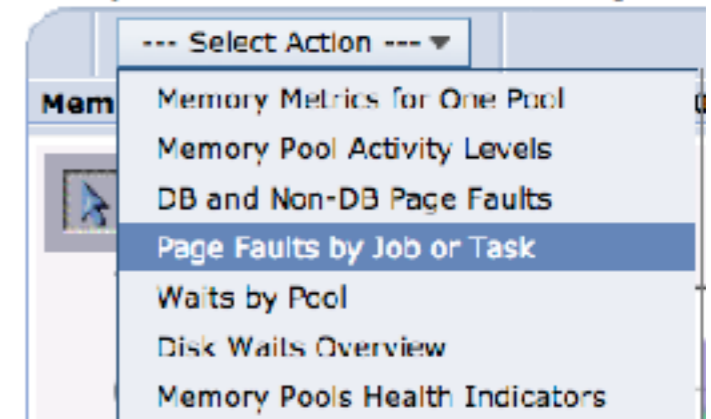 --- Select Action ---
Mem
Memory Metrics for One Pool
Memory Pool Activity Levels
DB and Non-DB Page Faults
Page Faults by Job or Task
Waits by Pool
Disk Waits Overview
Memory Pools Health Indicators